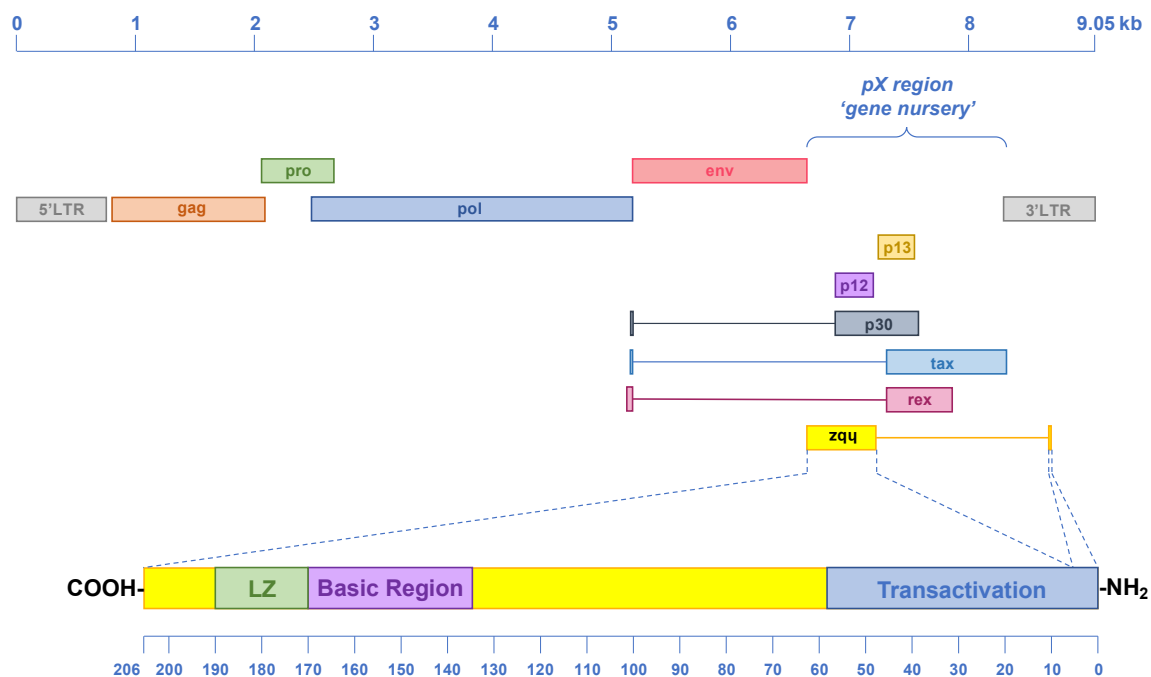 0 1 2 3 4 5 6 7 8 9.05 kb
pX region
‘gene nursery’
pro env
5’LTR gag pol 3’LTR
p13
p12
p30
tax
rex
hbz
COOH- LZ Basic Region Transactivation -NH₂
206 200 190 180 170 160 150 140 130 120 110 100 90 80 70 60 50 40 30 20 10 0